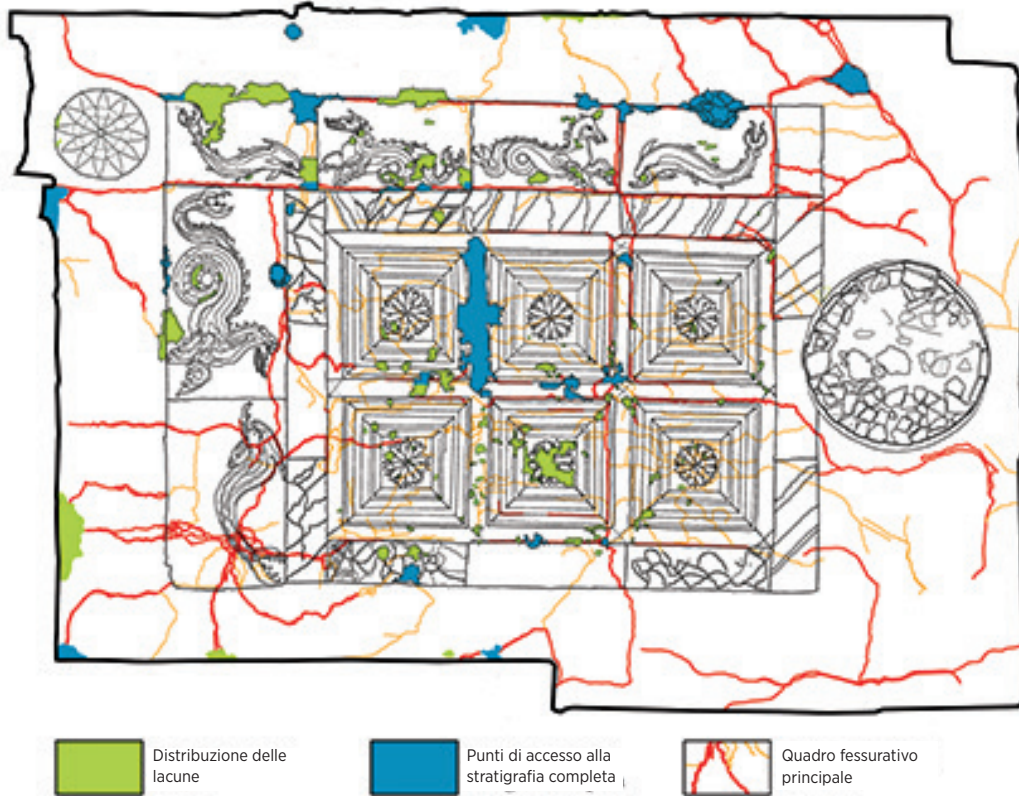 Distribuzione delle
lacune
Punti di accesso alla
stratigrafia completa
Quadro fessurativo
principale